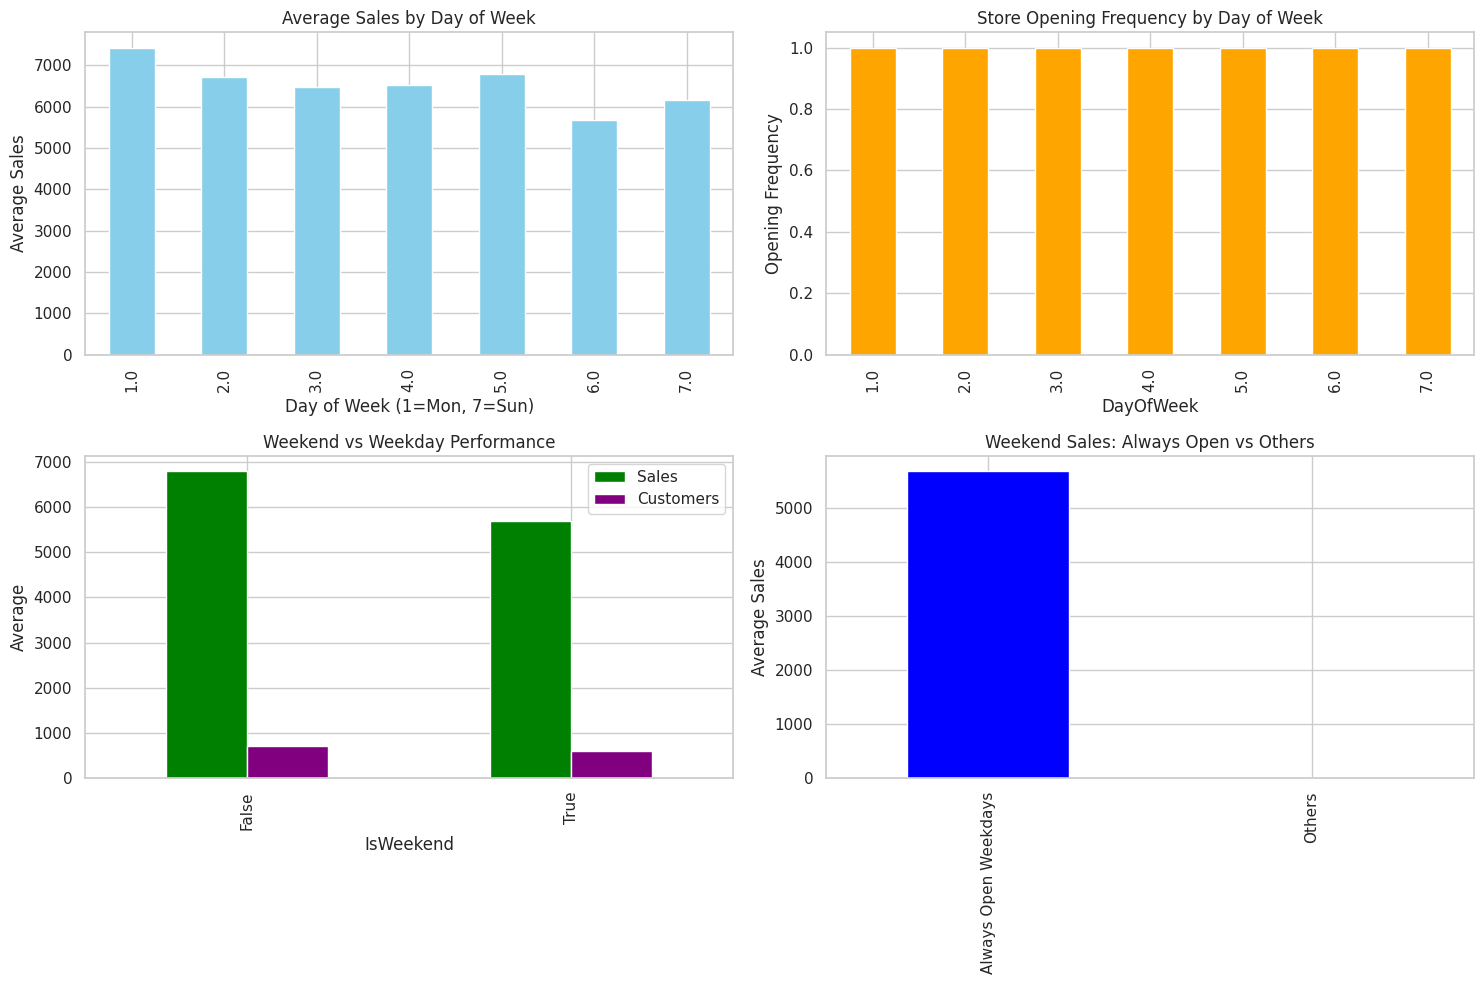 Average Sales by Day of Week
Average Sales
7000
6000
5000
4000
3000
2000
1000
0
1.0
2.0
3.0
4.0
5.0
6.0
7.0
Day of Week (1=Mon, 7=Sun)
Store Opening Frequency by Day of Week
Opening Frequency
1.0
0.8
0.6
0.4
0.2
0.0
1.0
2.0
3.0
4.0
5.0
6.0
7.0
DayOfWeek
Weekend vs Weekday Performance
Average
7000
6000
5000
4000
3000
2000
1000
0
Sales
Customers
False
True
IsWeekend
Weekend Sales: Always Open vs Others
Average Sales
5000
4000
3000
2000
1000
0
Always Open Weekdays
Others